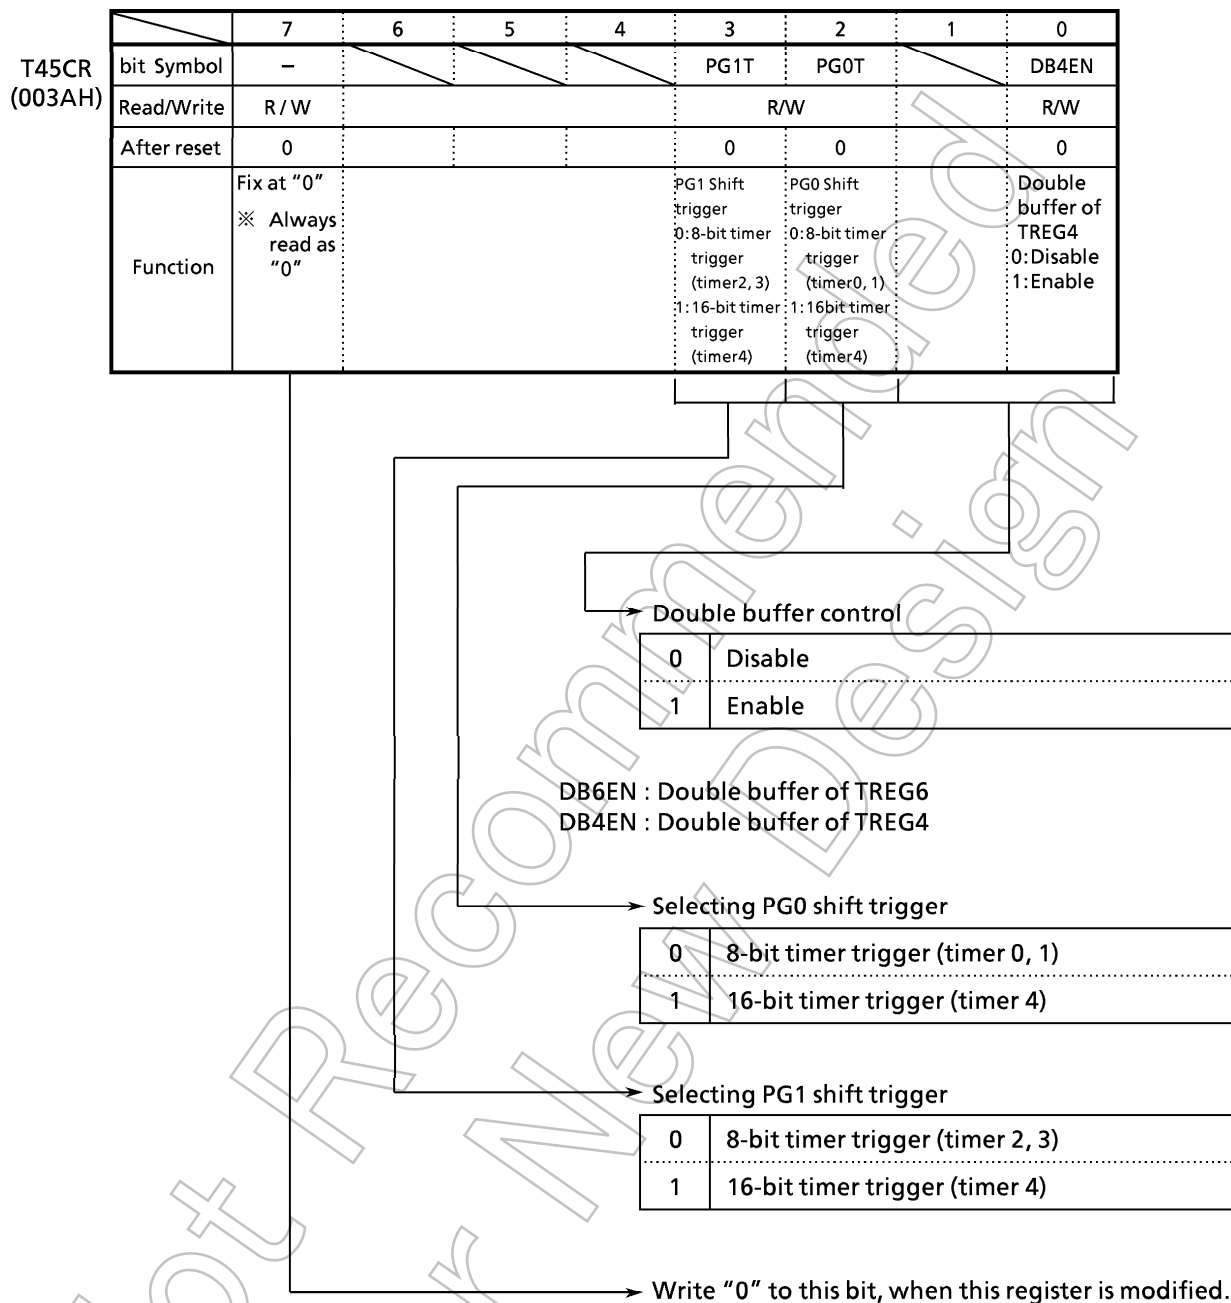 7 6 5 4 3 2 1 0
T45CR
(003AH)
bit Symbol – PG1T PG0T DB4EN
Read/Write R/W R/W R/W
After reset 0 0 0 0
Function
Fix at "0"
※ Always
read as
"0"
PG1 Shift
trigger
0:8-bit timer
trigger
(timer2, 3)
1:16-bit timer
trigger
(timer4)
PG0 Shift
trigger
0:8-bit timer
trigger
(timer0, 1)
1:16bit timer
trigger
(timer4)
Double
buffer of
TREG4
0:Disable
1:Enable
Double buffer control
0 Disable
1 Enable
DB6EN : Double buffer of TREG6
DB4EN : Double buffer of TREG4
Selecting PG0 shift trigger
0 8-bit timer trigger (timer 0, 1)
1 16-bit timer trigger (timer 4)
Selecting PG1 shift trigger
0 8-bit timer trigger (timer 2, 3)
1 16-bit timer trigger (timer 4)
Write "0" to this bit, when this register is modified.
Not Recommended
New Design